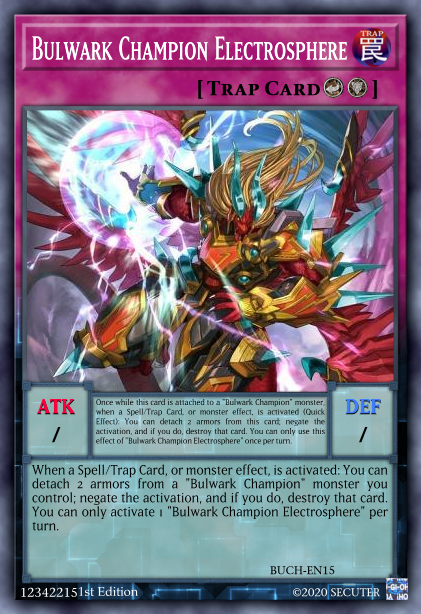 Bulwark Champion Electrosphere
TRAP
罠
[Trap Card]
ATK
/
Once while this card is attached to a "Bulwark Champion" monster,
when a Spell/Trap Card, or monster effect, is activated (Quick
Effect): You can detach 2 armors from this card; negate the
activation, and if you do, destroy that card. You can only use this
effect of "Bulwark Champion Electrosphere" once per turn.
DEF
/
When a Spell/Trap Card, or monster effect, is activated: You can
detach 2 armors from a "Bulwark Champion" monster you
control; negate the activation, and if you do, destroy that card.
You can only activate 1 "Bulwark Champion Electrosphere" per
turn.
BUCH-EN15
12342215 1st Edition
©2020 SECUTER